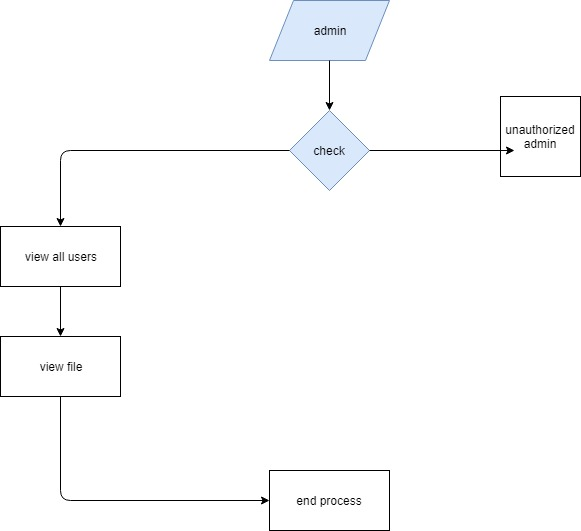 admin
check
unauthorized
admin
view all users
view file
end process